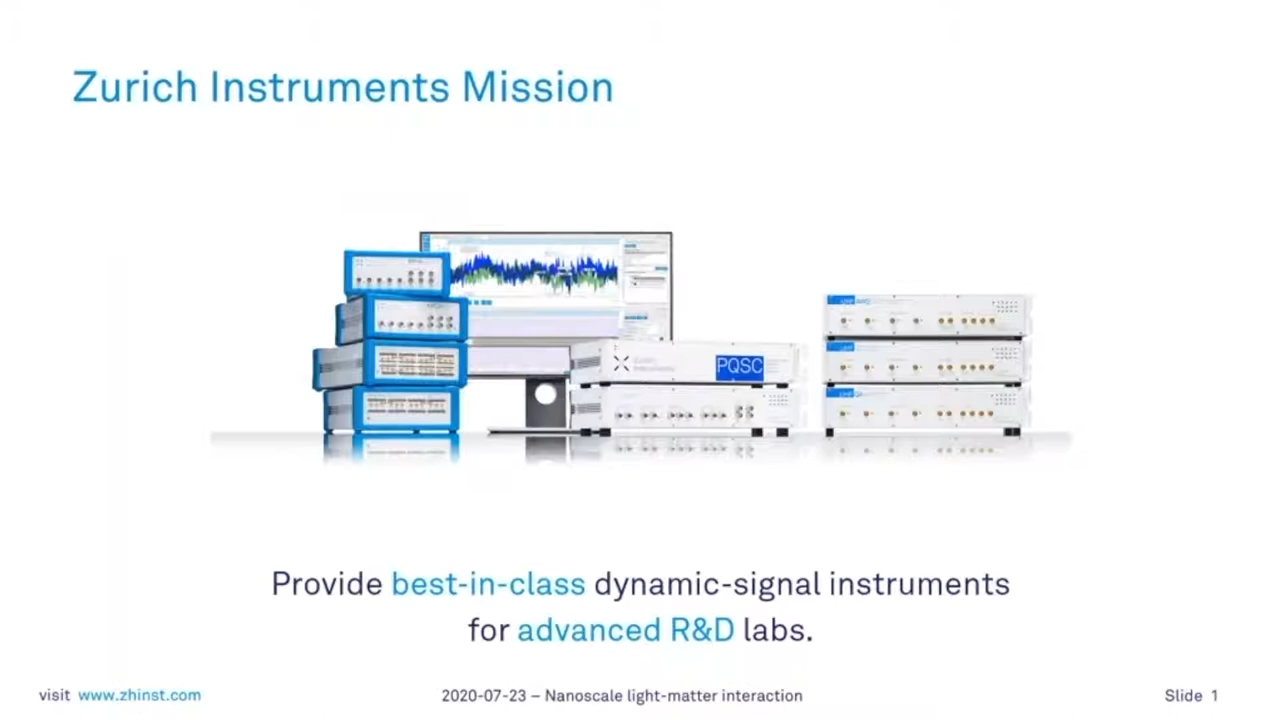 Zurich Instruments Mission
PQSC
Provide best-in-class dynamic-signal instruments
for advanced R&D labs.
visit www.zhinst.com
2020-07-23 – Nanoscale light-matter interaction
Slide 1